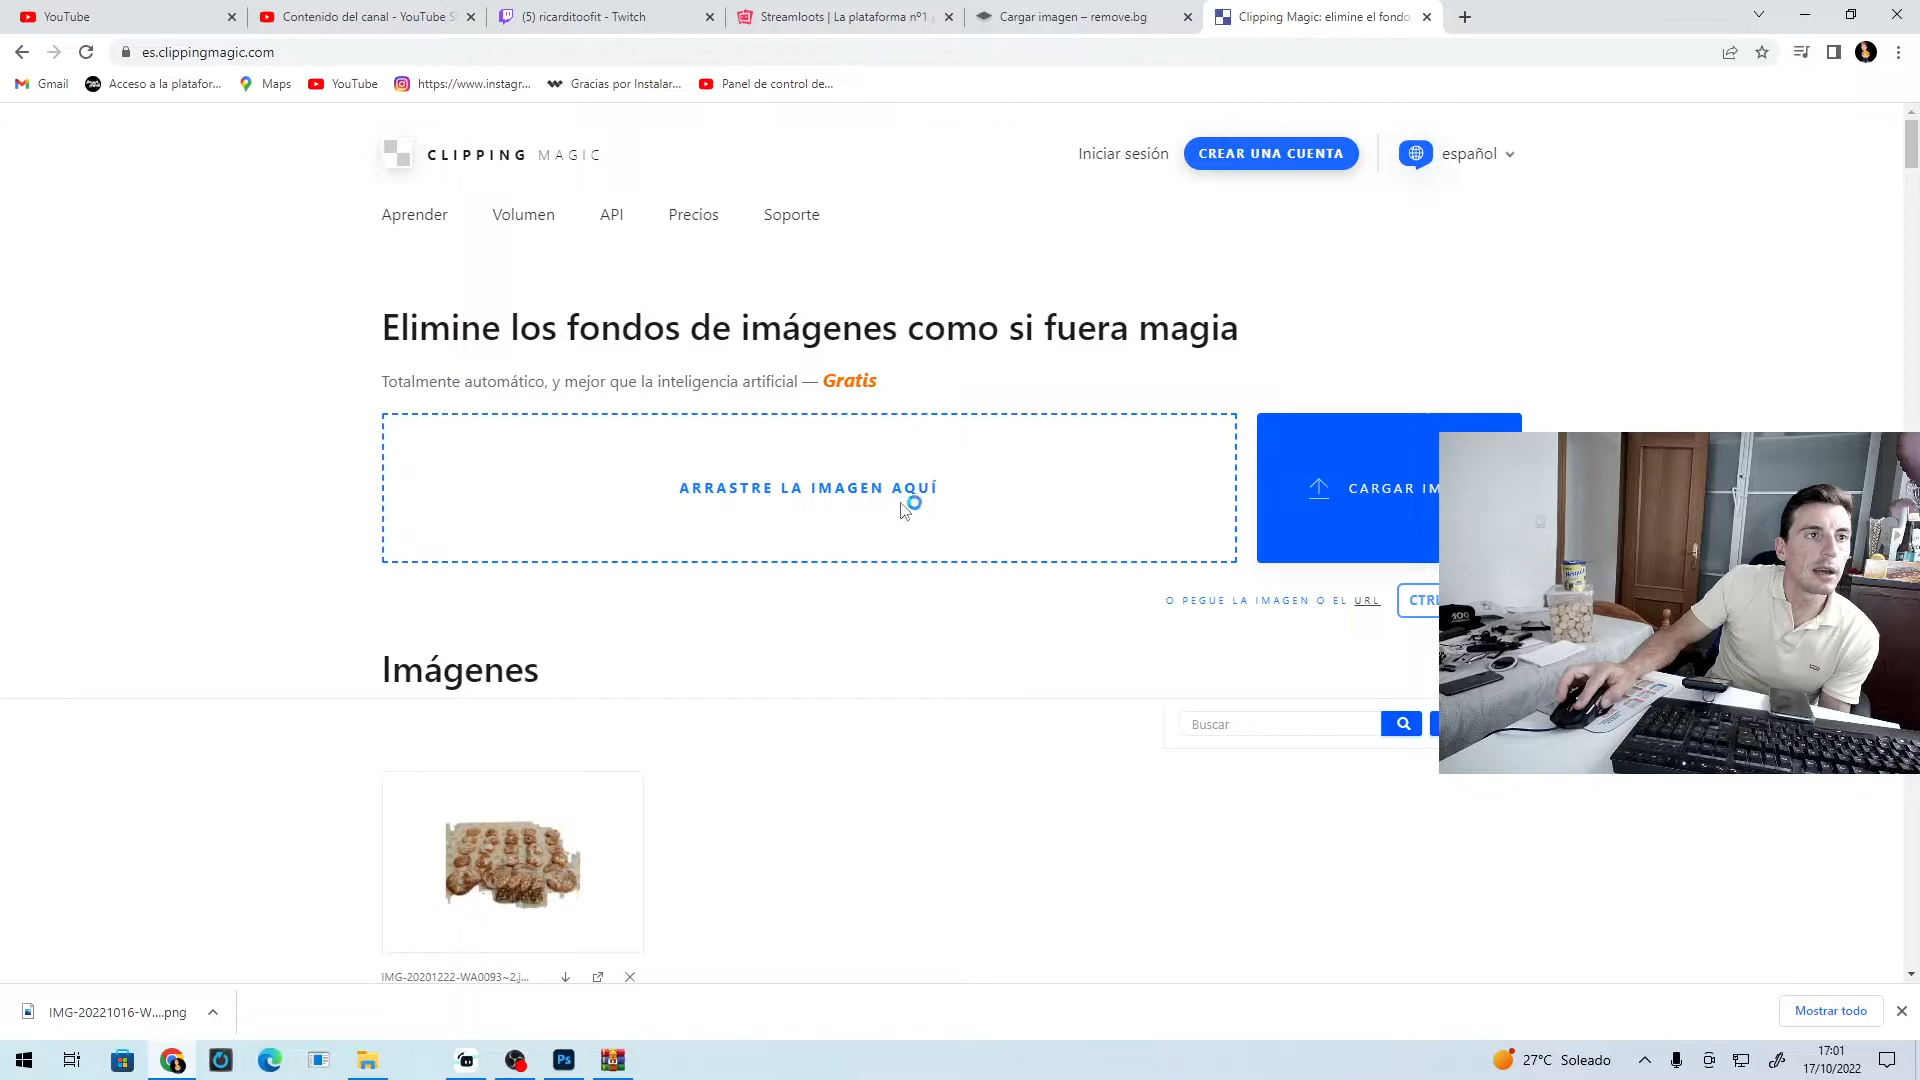 YouTube
Contenido del canal - YouTube S
(5) ricarditoofit - Twitch
Streamloots | La plataforma nº1
Cargar imagen – remove.bg
Clipping Magic: elimine el fondo
es.clippingmagic.com
Gmail
Acceso a la platafor...
Maps
YouTube
https://www.instagr...
Gracias por Instalar...
Panel de control de...
CLIPPING MAGIC
Iniciar sesión
CREAR UNA CUENTA
español
Aprender
Volumen
API
Precios
Soporte
Elimine los fondos de imágenes como si fuera magia
Totalmente automático, y mejor que la inteligencia artificial — Gratis
ARRASTRE LA IMAGEN AQUÍ
CARGAR IM
O PEGUE LA IMAGEN O EL URL
CTRL
Imágenes
Buscar
IMG-20201222-WA0093~2.j...
IMG-20221016-W....png
Mostrar todo
Ps
27°C Soleado
17:01
17/10/2022